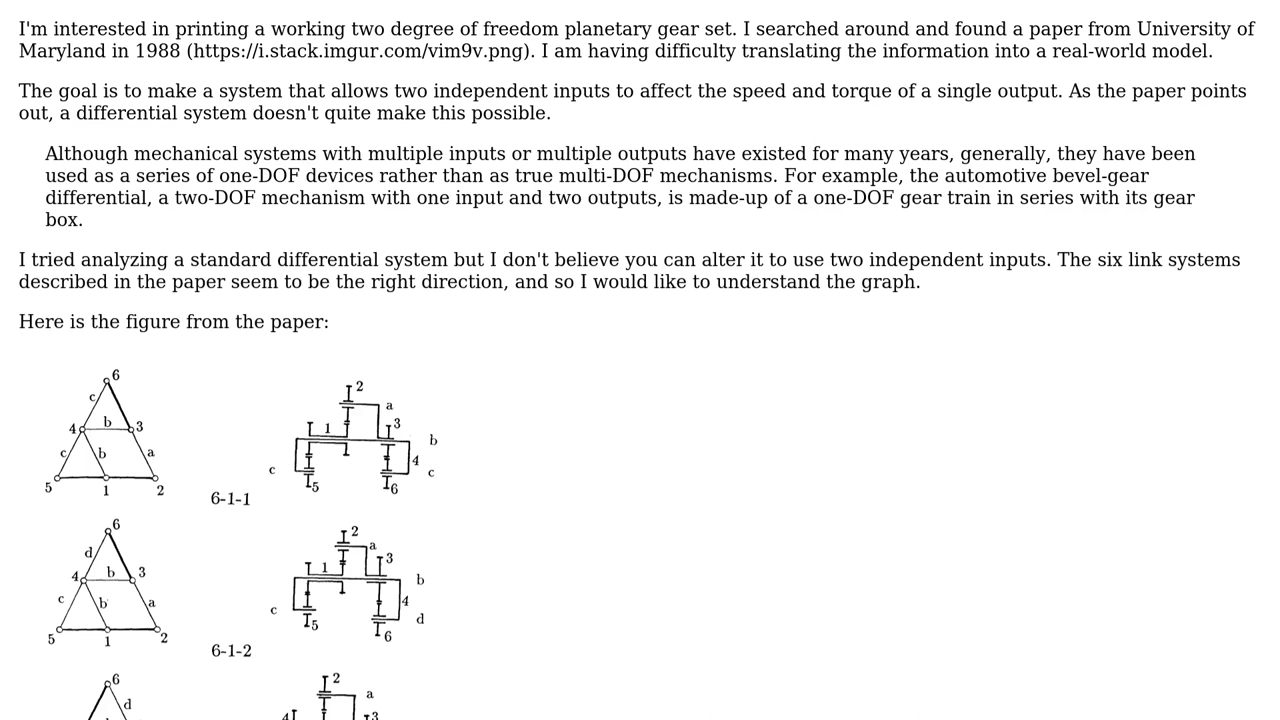 I'm interested in printing a working two degree of freedom planetary gear set. I searched around and found a paper from University of
Maryland in 1988 (https://i.stack.imgur.com/vim9v.png). I am having difficulty translating the information into a real-world model.
The goal is to make a system that allows two independent inputs to affect the speed and torque of a single output. As the paper points
out, a differential system doesn't quite make this possible.
Although mechanical systems with multiple inputs or multiple outputs have existed for many years, generally, they have been
used as a series of one-DOF devices rather than as true multi-DOF mechanisms. For example, the automotive bevel-gear
differential, a two-DOF mechanism with one input and two outputs, is made-up of a one-DOF gear train in series with its gear
box.
I tried analyzing a standard differential system but I don't believe you can alter it to use two independent inputs. The six link systems
described in the paper seem to be the right direction, and so I would like to understand the graph.
Here is the figure from the paper:
6
c
4 b 3
c b a
5 1 2
6-1-1
2
a
1 3 b
c 4 c
5 6
6
d
4 b 3
c b a
5 1 2
6-1-2
2
a
1 3 b
c 4 d
5 6
6
d
2
a
4 3